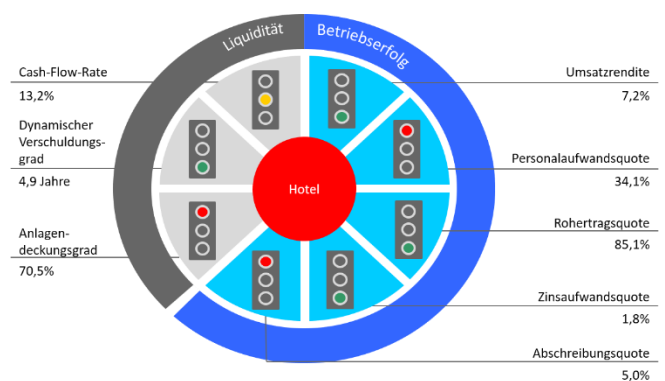 Liquidität
Betriebserfolg
Cash-Flow-Rate
13,2%
Dynamischer
Verschuldungs-
grad
4,9 Jahre
Anlagen-
deckungsgrad
70,5%
Hotel
Umsatzrendite
7,2%
Personalaufwandsquote
34,1%
Rohertragsquote
85,1%
Zinsaufwandsquote
1,8%
Abschreibungsquote
5,0%